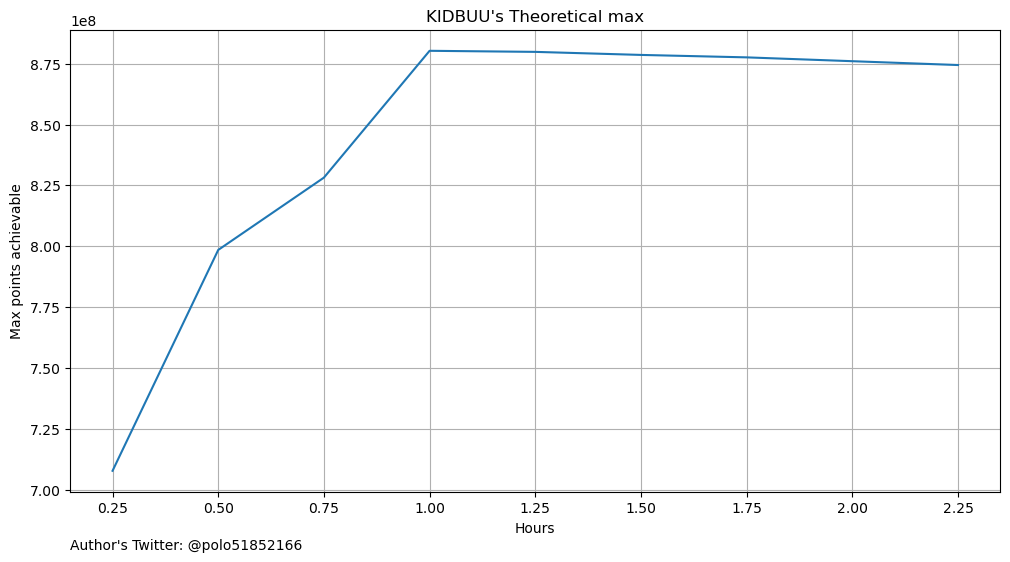 KIDBUU's Theoretical max
1e8
8.75
8.50
8.25
8.00
7.75
7.50
7.25
7.00
Max points achievable
0.25 0.50 0.75 1.00 1.25 1.50 1.75 2.00 2.25
Hours
Author's Twitter: @polo51852166